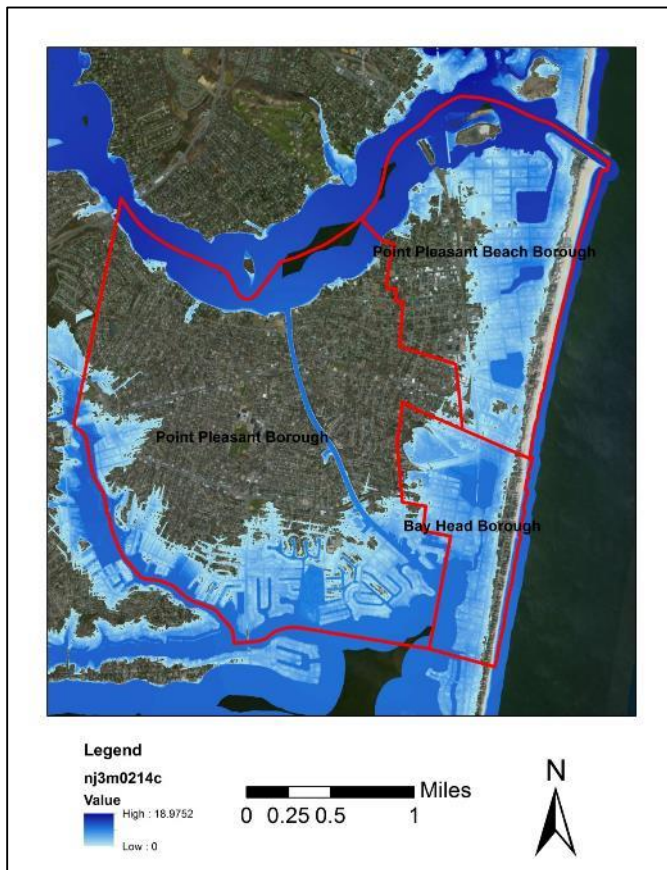 Point Pleasant Beach Borough
Point Pleasant Borough
Bay Head Borough
Legend
nj3m0214c
Value
High : 18.9752
Low : 0
Miles
0 0.25 0.5 1
N